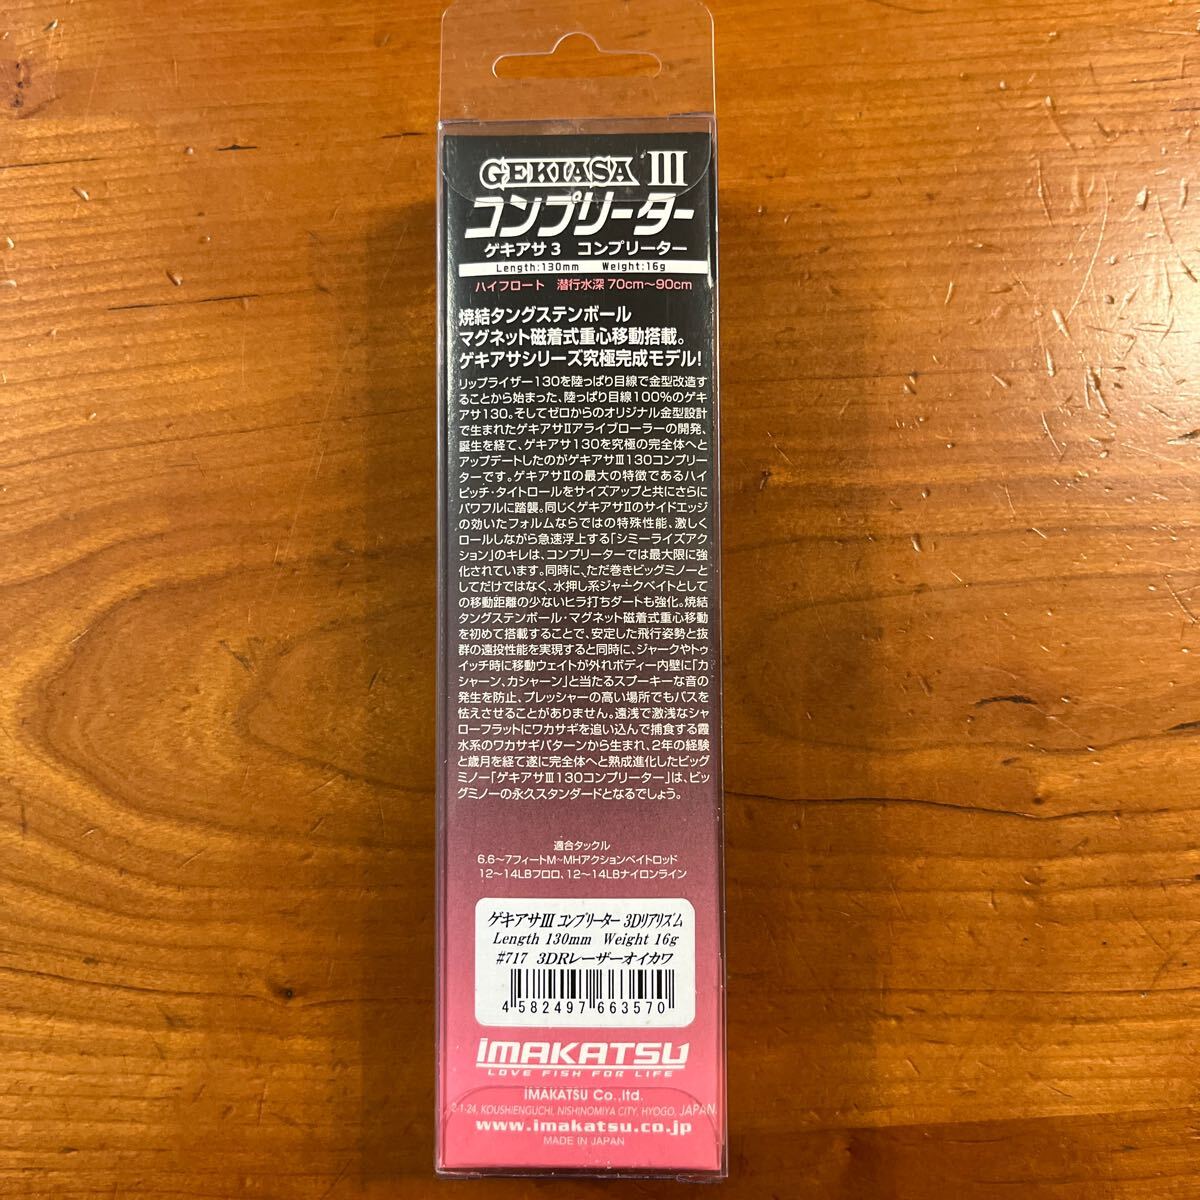 GEKIASA III
コンプリーター
ゲキアサ3 コンプリーター
Length:130mm Weight:16g
ハイフロート 潜行水深 70cm〜90cm
焼結タングステンボール
マグネット磁着式重心移動搭載。
ゲキアサシリーズ究極完成モデル!
リップライザー130を陸っぱり目線で金型改造す
ることから始まった、陸っぱり目線100%のゲキ
アサ130。そしてゼロからのオリジナル金型設計
で生まれたゲキアサⅡアライブローラーの開発、
誕生を経て、ゲキアサ130を究極の完全体へと
アップデートしたのがゲキアサⅢ130コンプリー
ターです。ゲキアサⅡの最大の特徴であるハイ
ピッチ・タイトロールをサイズアップと共にさらに
パワフルに踏襲。同じくゲキアサⅡのサイドエッジ
の効いたフォルムならではの特殊性能、激しく
ロールしながら急速浮上する「シミーライズアク
ション」のキレは、コンプリーターでは最大限に強
化されています。同時に、ただ巻きビッグミノーと
してだけではなく、水押し系ジャークベイトとして
の移動距離の少ないヒラ打ちダートも強化。焼結
タングステンボール・マグネット磁着式重心移動
を初めて搭載することで、安定した飛行姿勢と抜
群の遠投性能を実現すると同時に、ジャークやトゥ
イッチ時に移動ウェイトが外れボディー内壁に「カ
シャーン、カシャーン」と当たるスプーキーな音の
発生を防止、プレッシャーの高い場所でもバスを
怯えさせることがありません。遠浅で激浅なシャ
ローフラットにワカサギを追い込んで捕食する霞
水系のワカサギパターンから生まれ、2年の経験
と歳月を経て遂に完全体へと熟成進化したビッグ
ミノー「ゲキアサⅢ130コンプリーター」は、ビッ
グミノーの永久スタンダードとなるでしょう。
適合タックル
6.6〜7フィートM〜MHアクションベイトロッド
12〜14LBフロロ、12〜14LBナイロンライン
ゲキアサⅢ コンプリーター 3Dリアリズム
Length 130mm Weight 16g
#717 3DRレーザーオイカワ
4 582497 663570
iMAKATSU
LOVE FISH FOR LIFE
iMAKATSU Co.,ltd.
2-1-24, KOUSHIENGUCHI, NISHINOMIYA CITY, HYOGO, JAPAN.
www.imakatsu.co.jp
MADE IN JAPAN